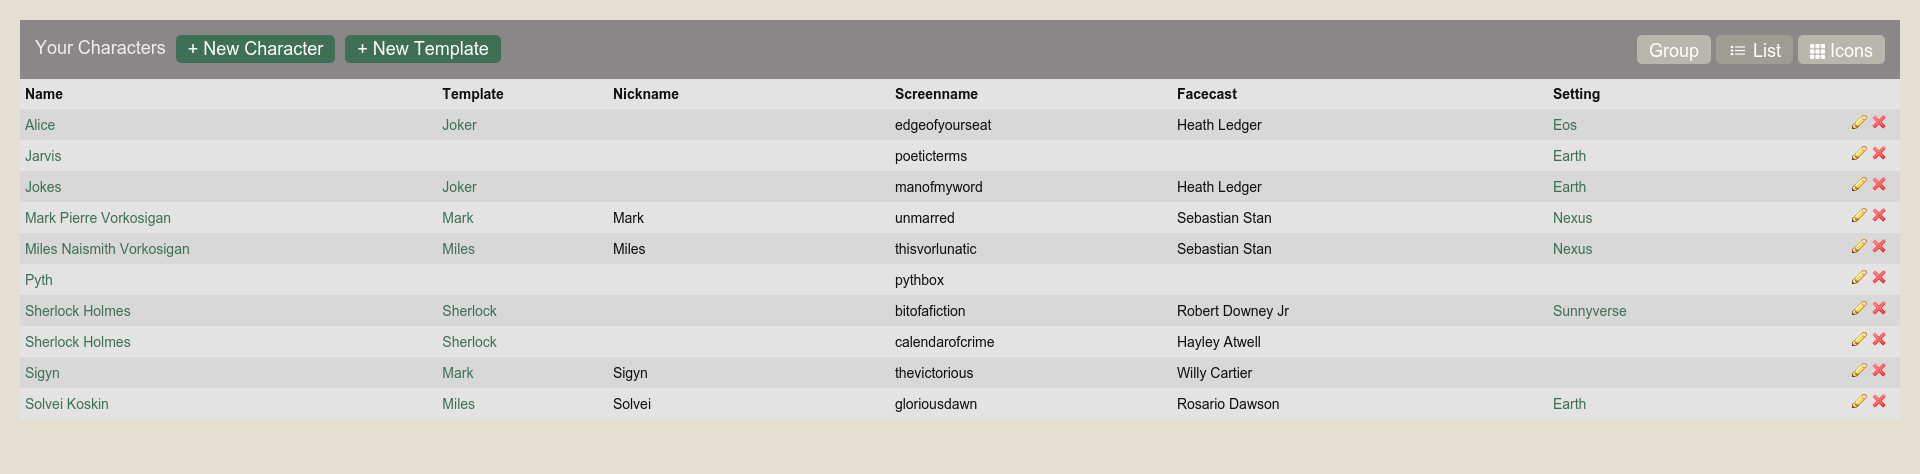 Your Characters + New Character + New Template Group List Icons
Name Template Nickname Screenname Facecast Setting
Alice Joker edgeofyourseat Heath Ledger Eos
Jarvis poeticterms Earth
Jokes Joker manofmyword Heath Ledger Earth
Mark Pierre Vorkosigan Mark Mark unmarred Sebastian Stan Nexus
Miles Naismith Vorkosigan Miles Miles thisvorlunatic Sebastian Stan Nexus
Pyth pythbox
Sherlock Holmes Sherlock bitofafiction Robert Downey Jr Sunnyverse
Sherlock Holmes Sherlock calendarofcrime Hayley Atwell
Sigyn Mark Sigyn thevictorious Willy Cartier
Solvei Koskin Miles Solvei gloriousdawn Rosario Dawson Earth